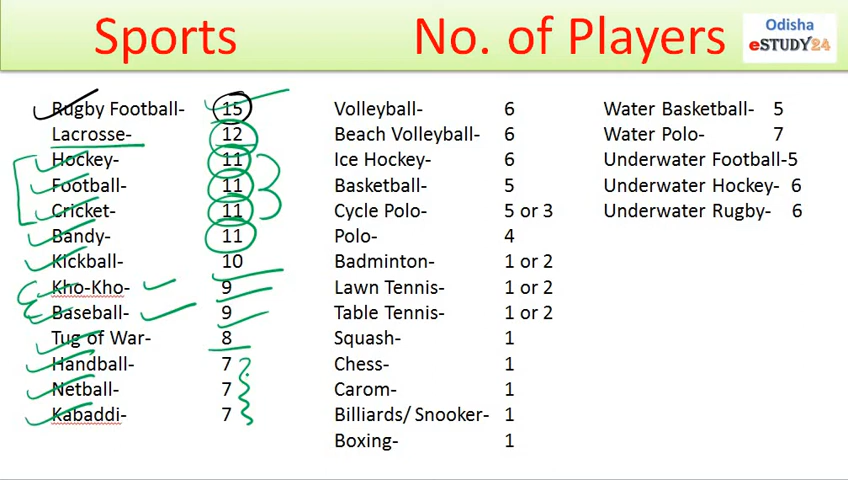 Sports
No. of Players
Odisha
eSTUDY24
Rugby Football- 15
Lacrosse- 12
Hockey- 11
Football- 11
Cricket- 11
Bandy- 11
Kickball- 10
Kho-Kho- 9
Baseball- 9
Tug of War- 8
Handball- 7
Netball- 7
Kabaddi- 7
Volleyball- 6
Beach Volleyball- 6
Ice Hockey- 6
Basketball- 5
Cycle Polo- 5 or 3
Polo- 4
Badminton- 1 or 2
Lawn Tennis- 1 or 2
Table Tennis- 1 or 2
Squash- 1
Chess- 1
Carom- 1
Billiards/ Snooker- 1
Boxing- 1
Water Basketball- 5
Water Polo- 7
Underwater Football-5
Underwater Hockey- 6
Underwater Rugby- 6